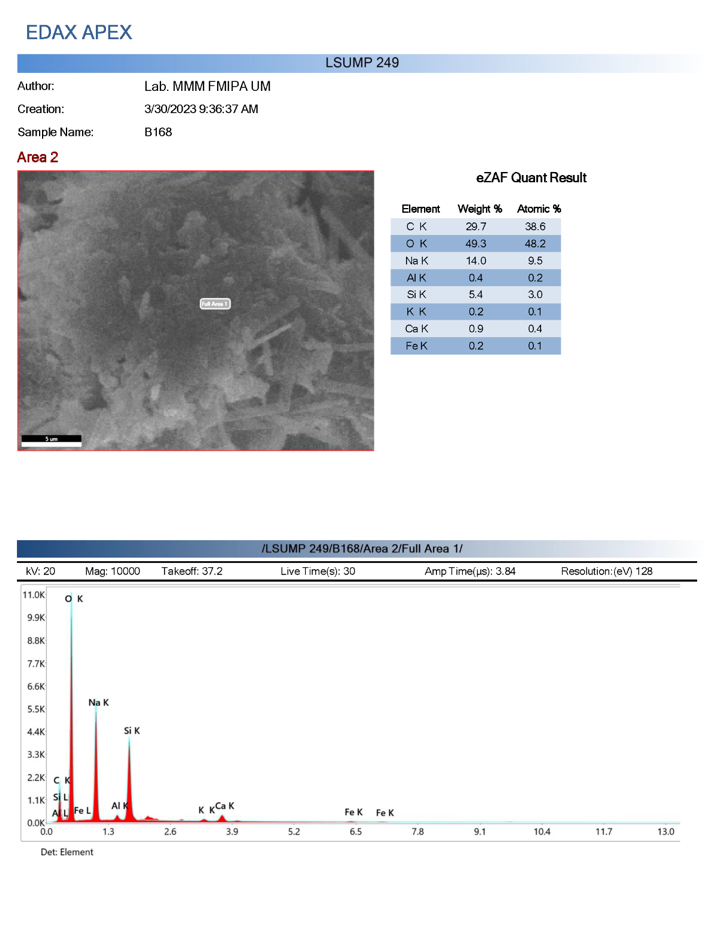 EDAX APEX
LSUMP 249
Author: Lab. MMM FMIPA UM
Creation: 3/30/2023 9:36:37 AM
Sample Name: B168
Area 2
Full Area 1
5 um
eZAF Quant Result
Element Weight % Atomic %
C K 29.7 38.6
O K 49.3 48.2
Na K 14.0 9.5
Al K 0.4 0.2
Si K 5.4 3.0
K K 0.2 0.1
Ca K 0.9 0.4
Fe K 0.2 0.1
/LSUMP 249/B168/Area 2/Full Area 1/
kV: 20 Mag: 10000 Takeoff: 37.2 Live Time(s): 30 Amp Time(µs): 3.84 Resolution:(eV) 128
11.0K
O K
9.9K
8.8K
7.7K
6.6K
Na K
5.5K
Si K
4.4K
3.3K
2.2K
C K
Si L
1.1K
Al L
Fe L
Al K
K K
Ca K
Fe K
Fe K
0.0K
0.0 1.3 2.6 3.9 5.2 6.5 7.8 9.1 10.4 11.7 13.0
Det: Element